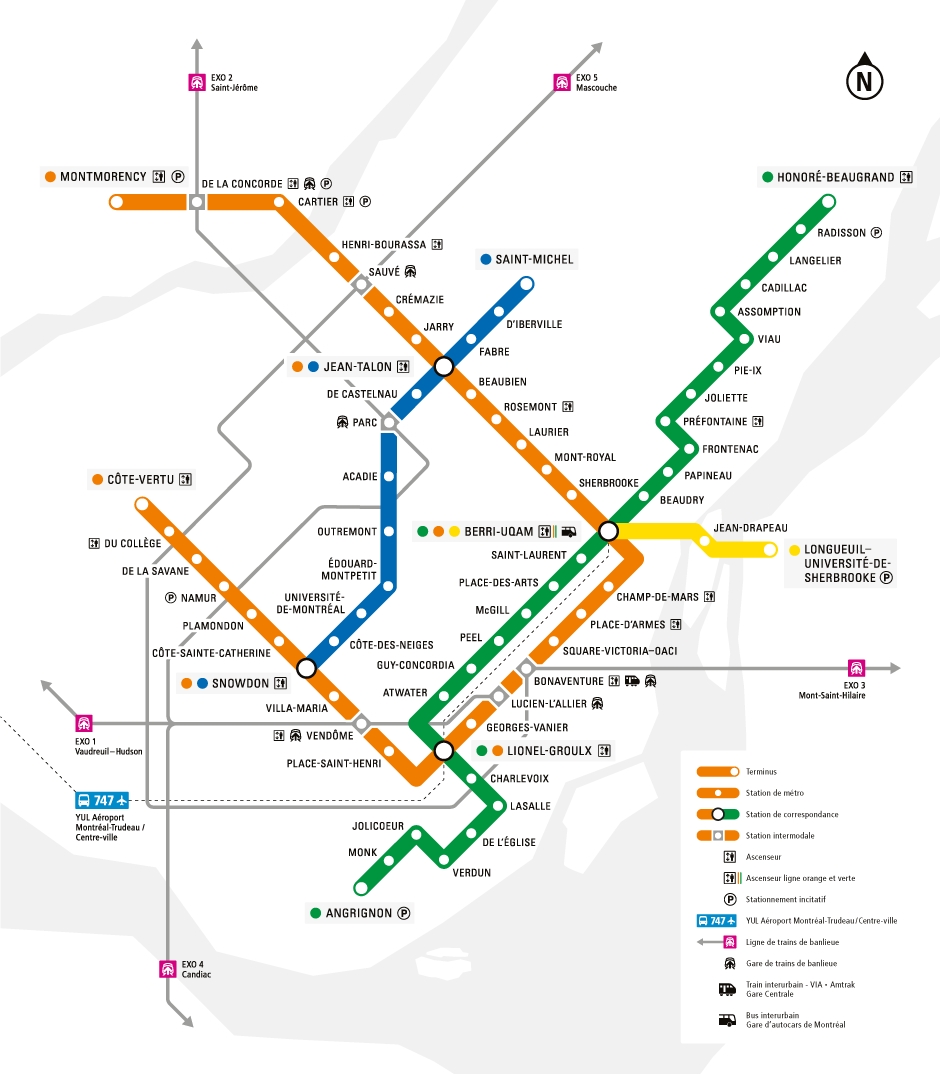 EXO 2
Saint-Jérôme
EXO 5
Mascouche
N
MONTMORENCY P
DE LA CONCORDE P
CARTIER P
HONORÉ-BEAUGRAND
RADISSON P
HENRI-BOURASSA
LANGELIER
SAUVÉ
SAINT-MICHEL
CADILLAC
CRÉMAZIE
ASSOMPTION
JARRY
D'IBERVILLE
VIAU
FABRE
JEAN-TALON
PIE-IX
BEAUBIEN
DE CASTELNAU
JOLIETTE
ROSEMONT
PARC
PRÉFONTAINE
LAURIER
FRONTENAC
MONT-ROYAL
CÔTE-VERTU
ACADIE
SHERBROOKE
PAPINEAU
BEAUDRY
OUTREMONT
BERRI-UQAM
JEAN-DRAPEAU
DU COLLÈGE
SAINT-LAURENT
LONGUEUIL–
UNIVERSITÉ-DE-
SHERBROOKE P
DE LA SAVANE
ÉDOUARD-
MONTPETIT
PLACE-DES-ARTS
P NAMUR
UNIVERSITÉ-
DE-MONTRÉAL
CHAMP-DE-MARS
McGILL
PLAMONDON
PLACE-D'ARMES
PEEL
CÔTE-SAINTE-CATHERINE
CÔTE-DES-NEIGES
SQUARE-VICTORIA–OACI
GUY-CONCORDIA
SNOWDON
BONAVENTURE
EXO 3
Mont-Saint-Hilaire
ATWATER
VILLA-MARIA
LUCIEN-L'ALLIER
GEORGES-VANIER
EXO 1
Vaudreuil–Hudson
VENDÔME
LIONEL-GROULX
PLACE-SAINT-HENRI
CHARLEVOIX
747
YUL Aéroport
Montréal-Trudeau /
Centre-ville
LASALLE
JOLICOEUR
DE L'ÉGLISE
MONK
VERDUN
ANGRIGNON P
EXO 4
Candiac
Terminus
Station de métro
Station de correspondance
Station intermodale
Ascenseur
Ascenseur ligne orange et verte
P Stationnement incitatif
747 YUL Aéroport Montréal-Trudeau/Centre-ville
Ligne de trains de banlieue
Gare de trains de banlieue
Train interurbain - VIA • Amtrak
Gare Centrale
Bus interurbain
Gare d'autocars de Montréal